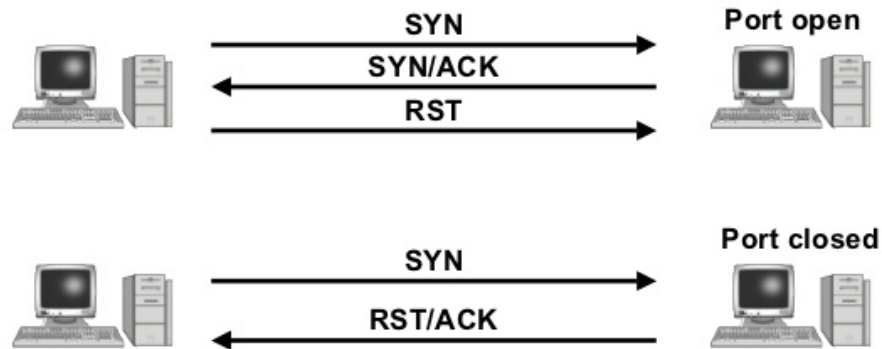 SYN
Port open
SYN/ACK
RST
Port closed
SYN
RST/ACK